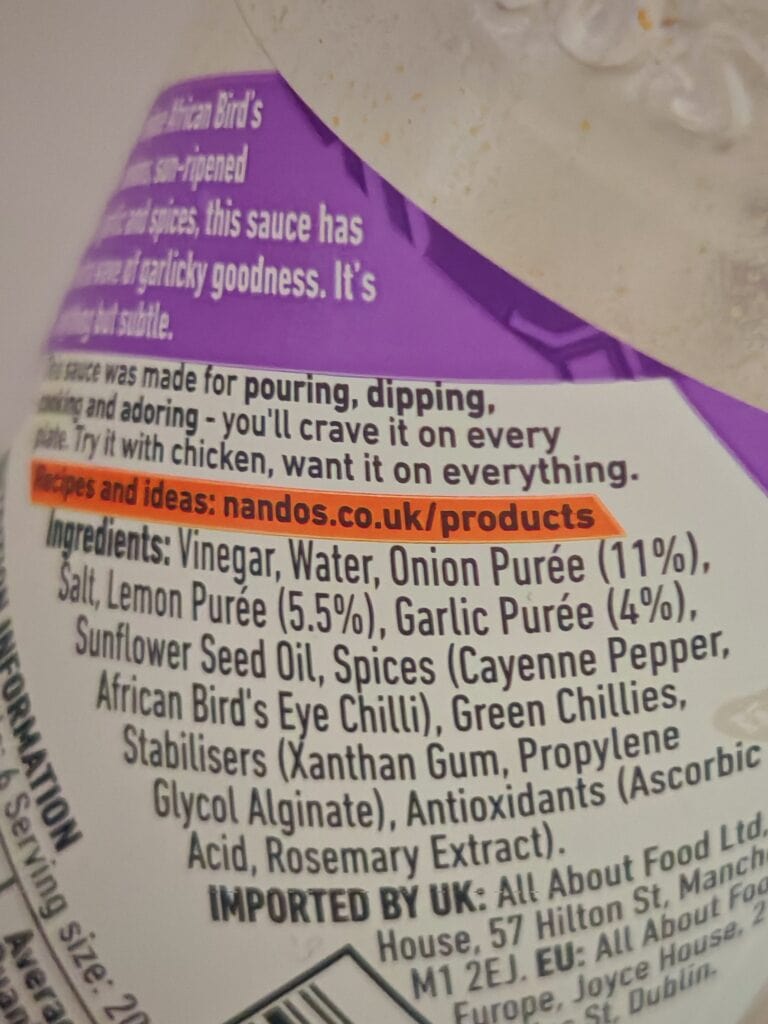 African Bird's
sun-ripened
and spices, this sauce has
wave of garlicky goodness. It's
but subtle.
sauce was made for pouring, dipping,
cooking and adoring - you'll crave it on every
plate. Try it with chicken, want it on everything.
Recipes and ideas: nandos.co.uk/products
Ingredients: Vinegar, Water, Onion Purée (11%),
Salt, Lemon Purée (5.5%), Garlic Purée (4%),
Sunflower Seed Oil, Spices (Cayenne Pepper,
African Bird's Eye Chilli), Green Chillies,
Stabilisers (Xanthan Gum, Propylene
Glycol Alginate), Antioxidants (Ascorbic
Acid, Rosemary Extract).
IMPORTED BY UK: All About Food Ltd,
House, 57 Hilton St, Manch
M1 2EJ. EU: All About Foo
Europe, Joyce House, 2
St, Dublin.
INFORMATION
6 Serving size: 20
Avera